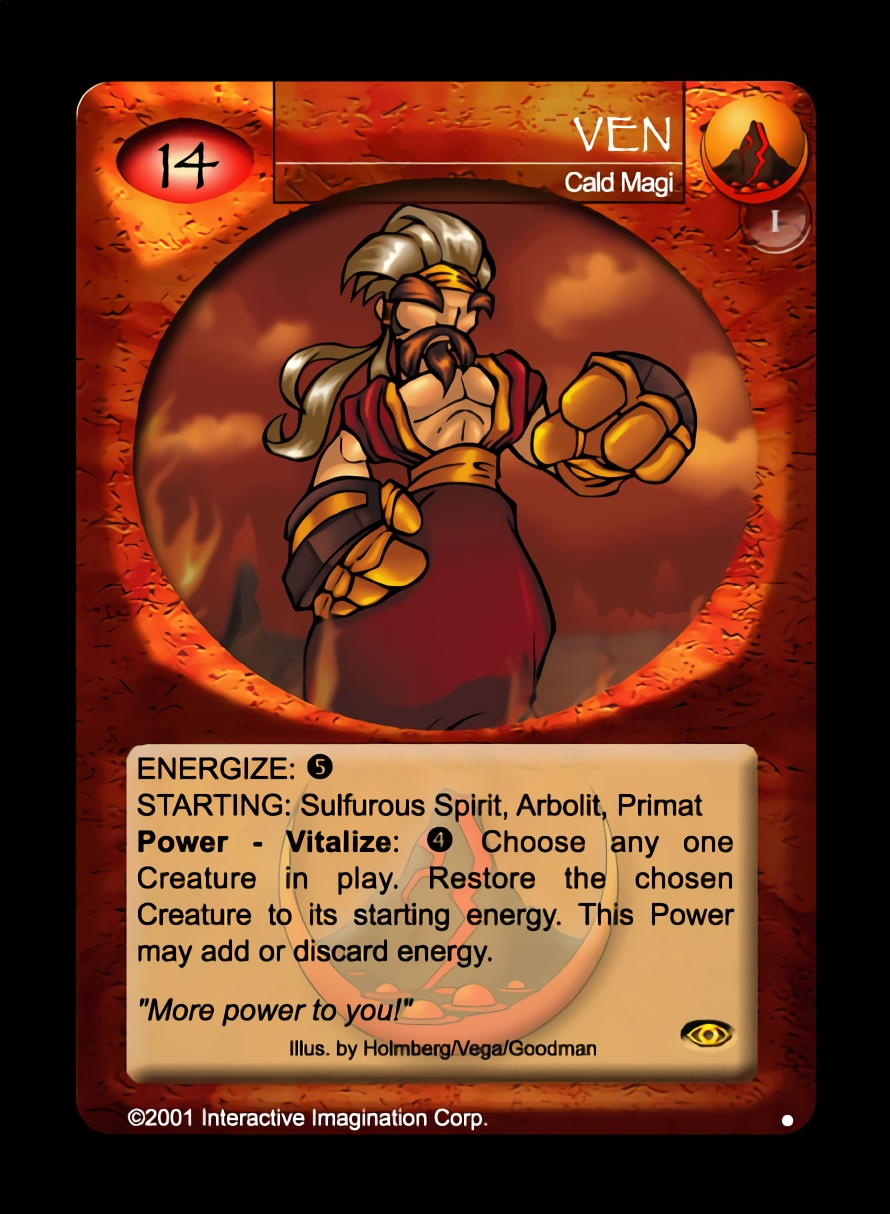 14
VEN
Cald Magi
I
ENERGIZE: ❺
STARTING: Sulfurous Spirit, Arbolit, Primat
Power - Vitalize: ❹ Choose any one
Creature in play. Restore the chosen
Creature to its starting energy. This Power
may add or discard energy.
"More power to you!"
Illus. by Holmberg/Vega/Goodman
©2001 Interactive Imagination Corp.